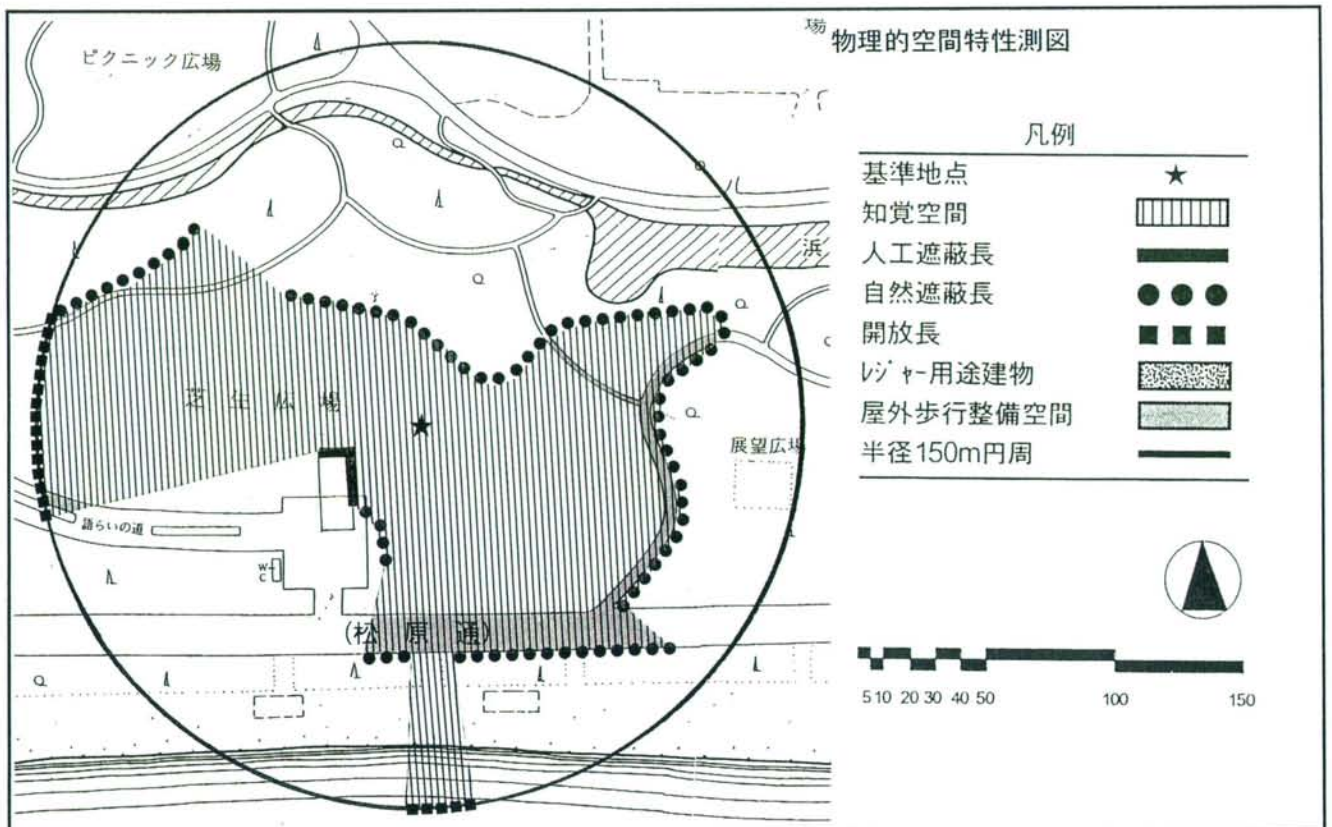 物理的空間特性測図
凡例
基準地点
知覚空間
人工遮蔽長
自然遮蔽長
開放長
ﾚｼﾞｬｰ用途建物
屋外歩行整備空間
半径150m円周
5 10 20 30 40 50 100 150
場
ピクニック広場
浜
芝生広場
展望広場
語らいの道
W
C
(松原通)